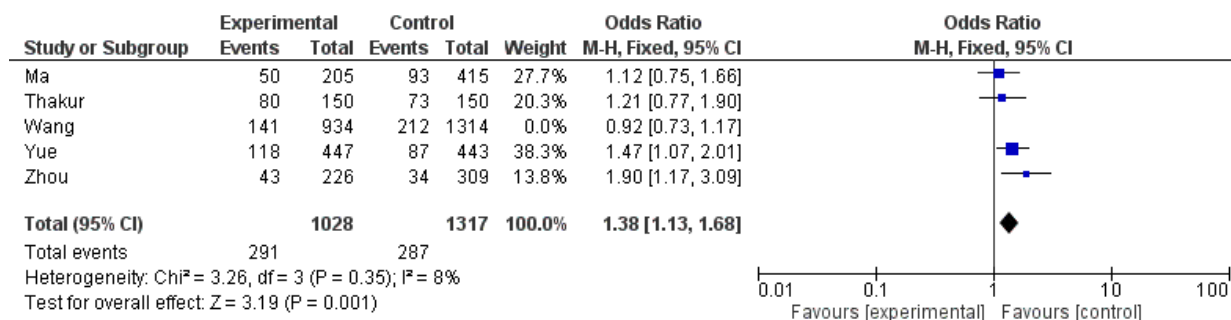 Experimental Control Odds Ratio Odds Ratio
Study or Subgroup Events Total Events Total Weight M-H, Fixed, 95% CI M-H, Fixed, 95% CI
Ma 50 205 93 415 27.7% 1.12 [0.75, 1.66]
Thakur 80 150 73 150 20.3% 1.21 [0.77, 1.90]
Wang 141 934 212 1314 0.0% 0.92 [0.73, 1.17]
Yue 118 447 87 443 38.3% 1.47 [1.07, 2.01]
Zhou 43 226 34 309 13.8% 1.90 [1.17, 3.09]
Total (95% CI) 1028 1317 100.0% 1.38 [1.13, 1.68]
Total events 291 287
Heterogeneity: Chi² = 3.26, df = 3 (P = 0.35); I² = 8%
Test for overall effect: Z = 3.19 (P = 0.001)
0.01 0.1 1 10 100
Favours [experimental] Favours [control]